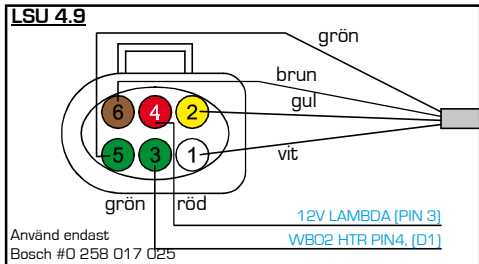 LSU 4.9
grön
brun
gul
6 4 2
5 3 1
vit
grön röd
12V LAMBDA (PIN 3)
WBO2 HTR PIN4, (D1)
Använd endast
Bosch #0 258 017 025